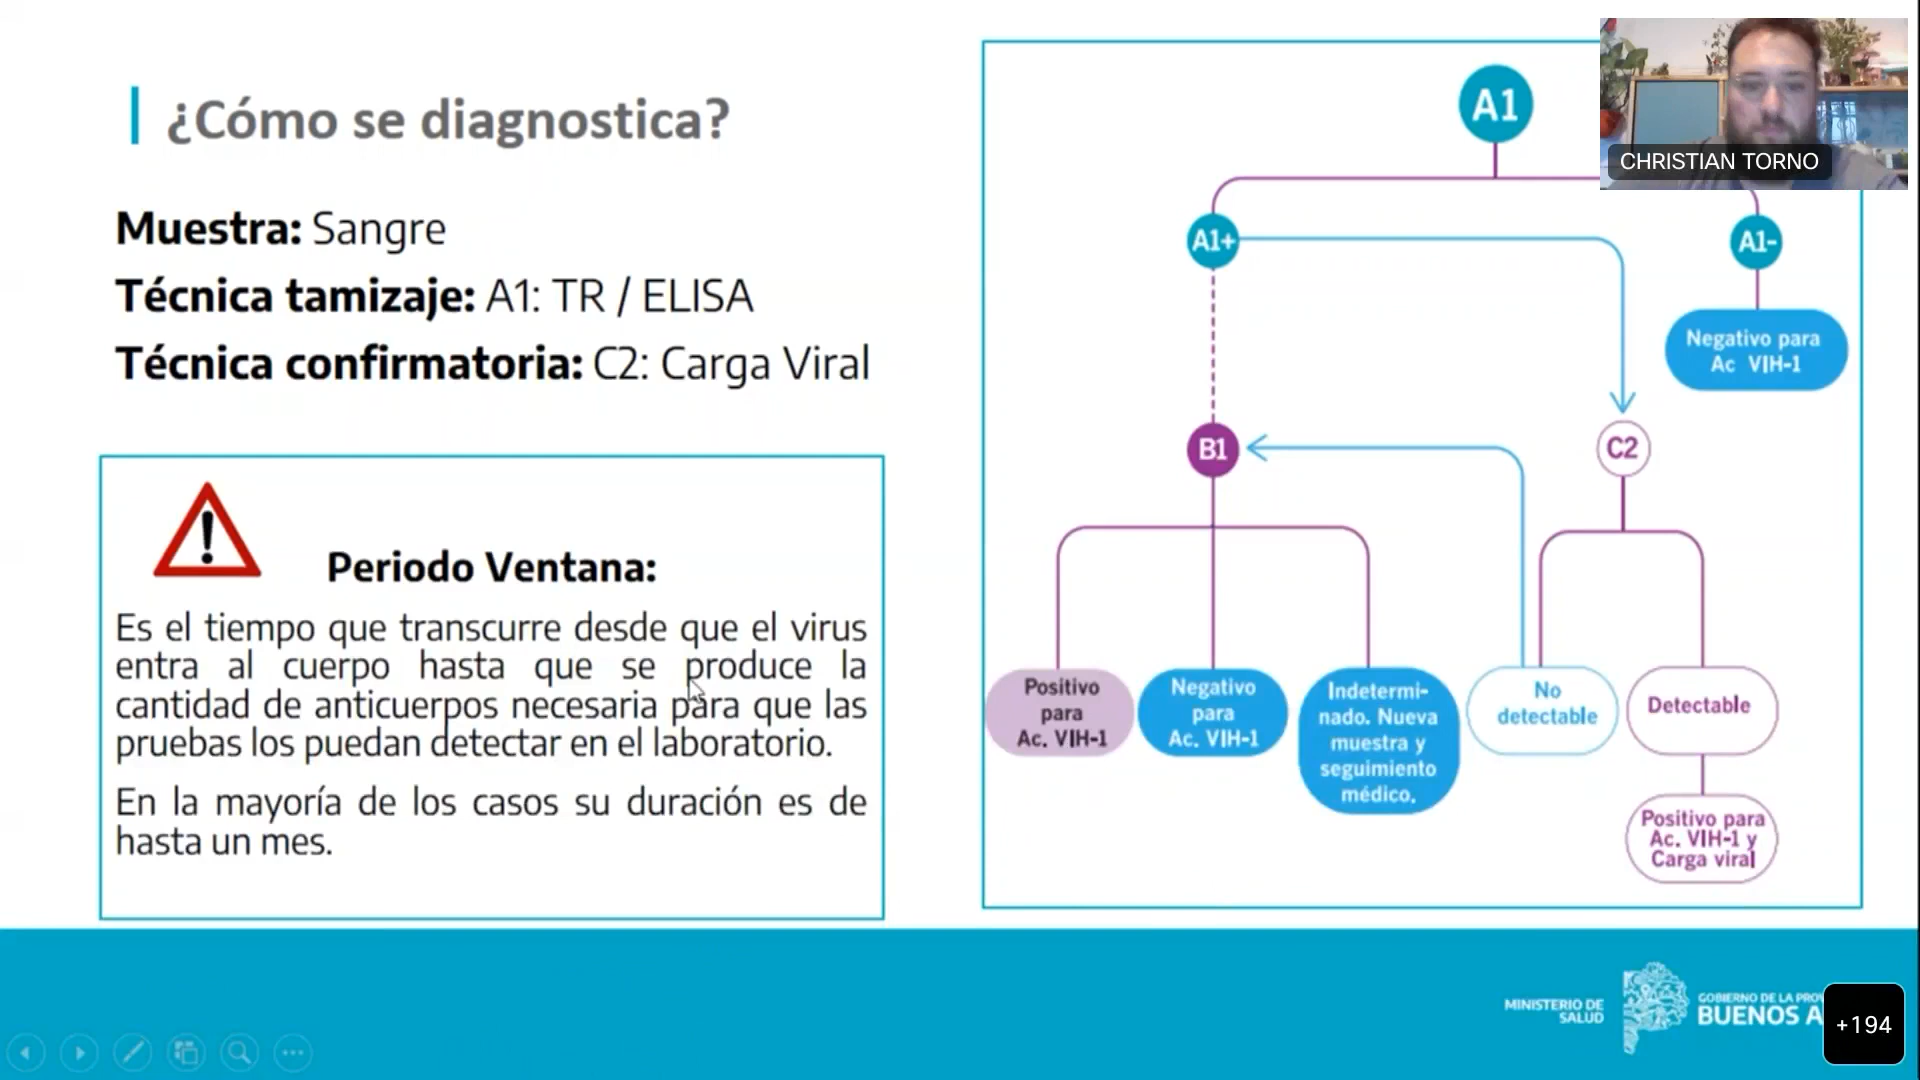 ¿Cómo se diagnostica?
Muestra: Sangre
Técnica tamizaje: A1: TR / ELISA
Técnica confirmatoria: C2: Carga Viral
Periodo Ventana:
Es el tiempo que transcurre desde que el virus
entra al cuerpo hasta que se produce la
cantidad de anticuerpos necesaria para que las
pruebas los puedan detectar en el laboratorio.
En la mayoría de los casos su duración es de
hasta un mes.
A1
CHRISTIAN TORNO
A1+
A1-
Negativo para
Ac VIH-1
B1
C2
Positivo
para
Ac. VIH-1
Negativo
para
Ac. VIH-1
Indetermi-
nado. Nueva
muestra y
seguimiento
médico.
No
detectable
Detectable
Positivo para
Ac. VIH-1 y
Carga viral
MINISTERIO DE
SALUD
GOBIERNO DE LA
BUENOS
+194